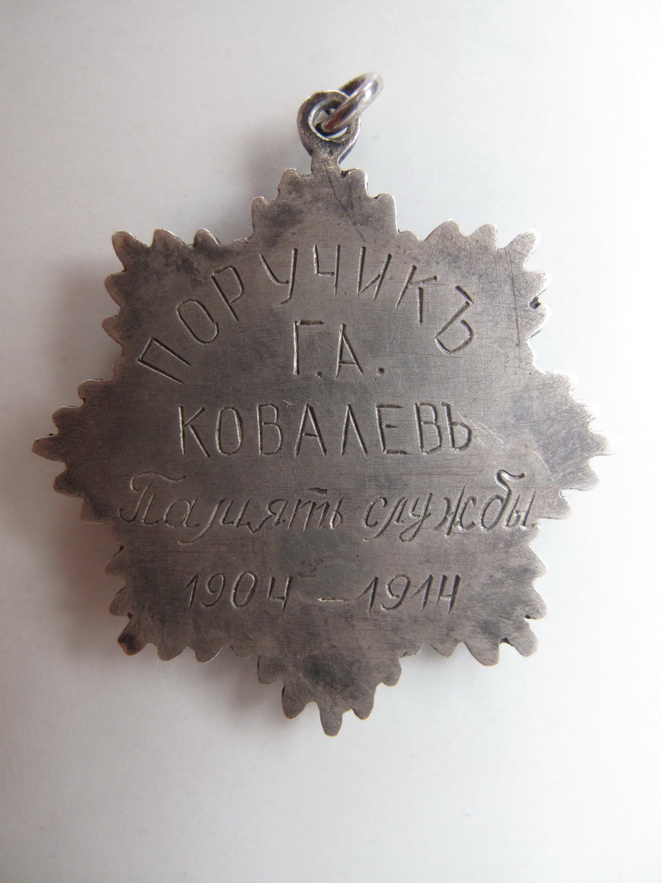 ПОРУЧИКЪ
Г.А.
КОВАЛЕВЪ
Память службы
1904-1914